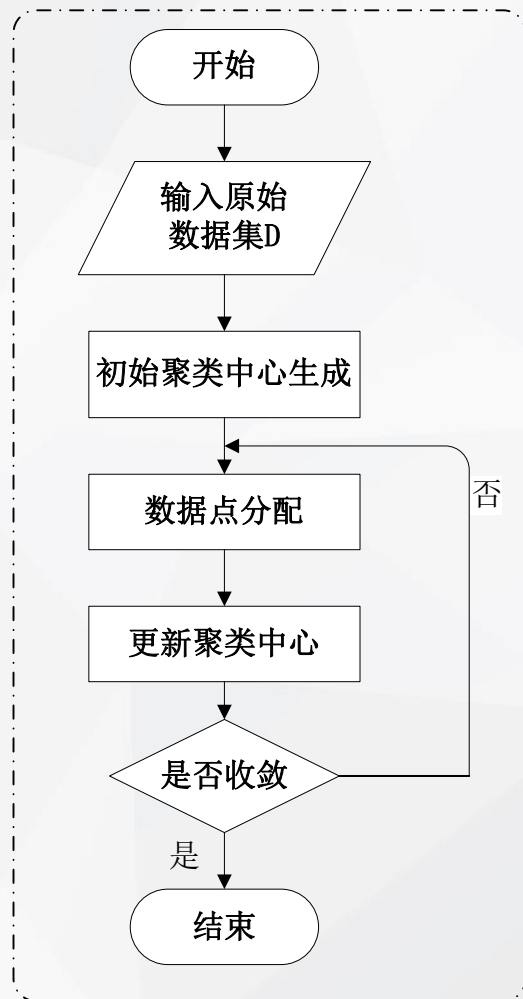 开始
输入原始
数据集D
初始聚类中心生成
数据点分配
否
更新聚类中心
是否收敛
是
结束